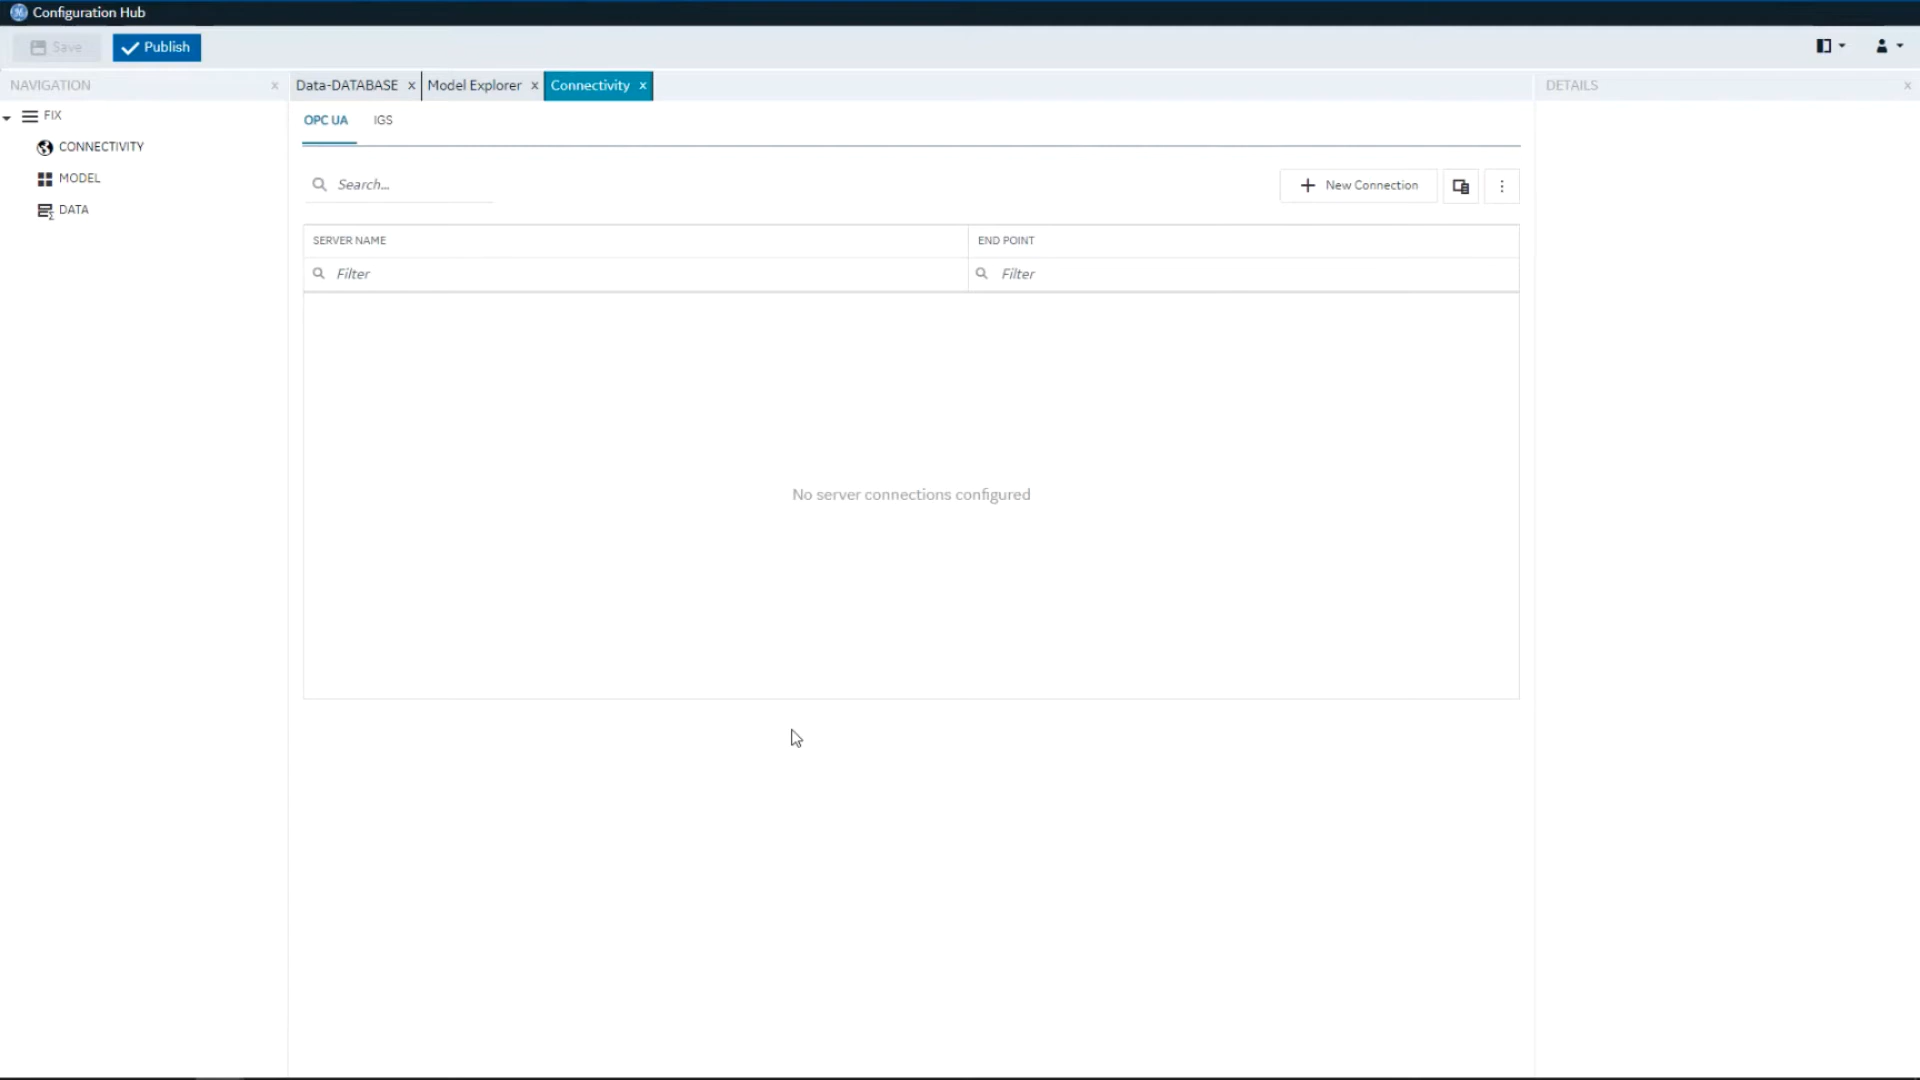 Configuration Hub
Save
Publish
NAVIGATION x
Data-DATABASE x
Model Explorer x
Connectivity x
DETAILS x
FIX
CONNECTIVITY
MODEL
DATA
OPC UA
IGS
Search...
New Connection
SERVER NAME
END POINT
Filter
Filter
No server connections configured